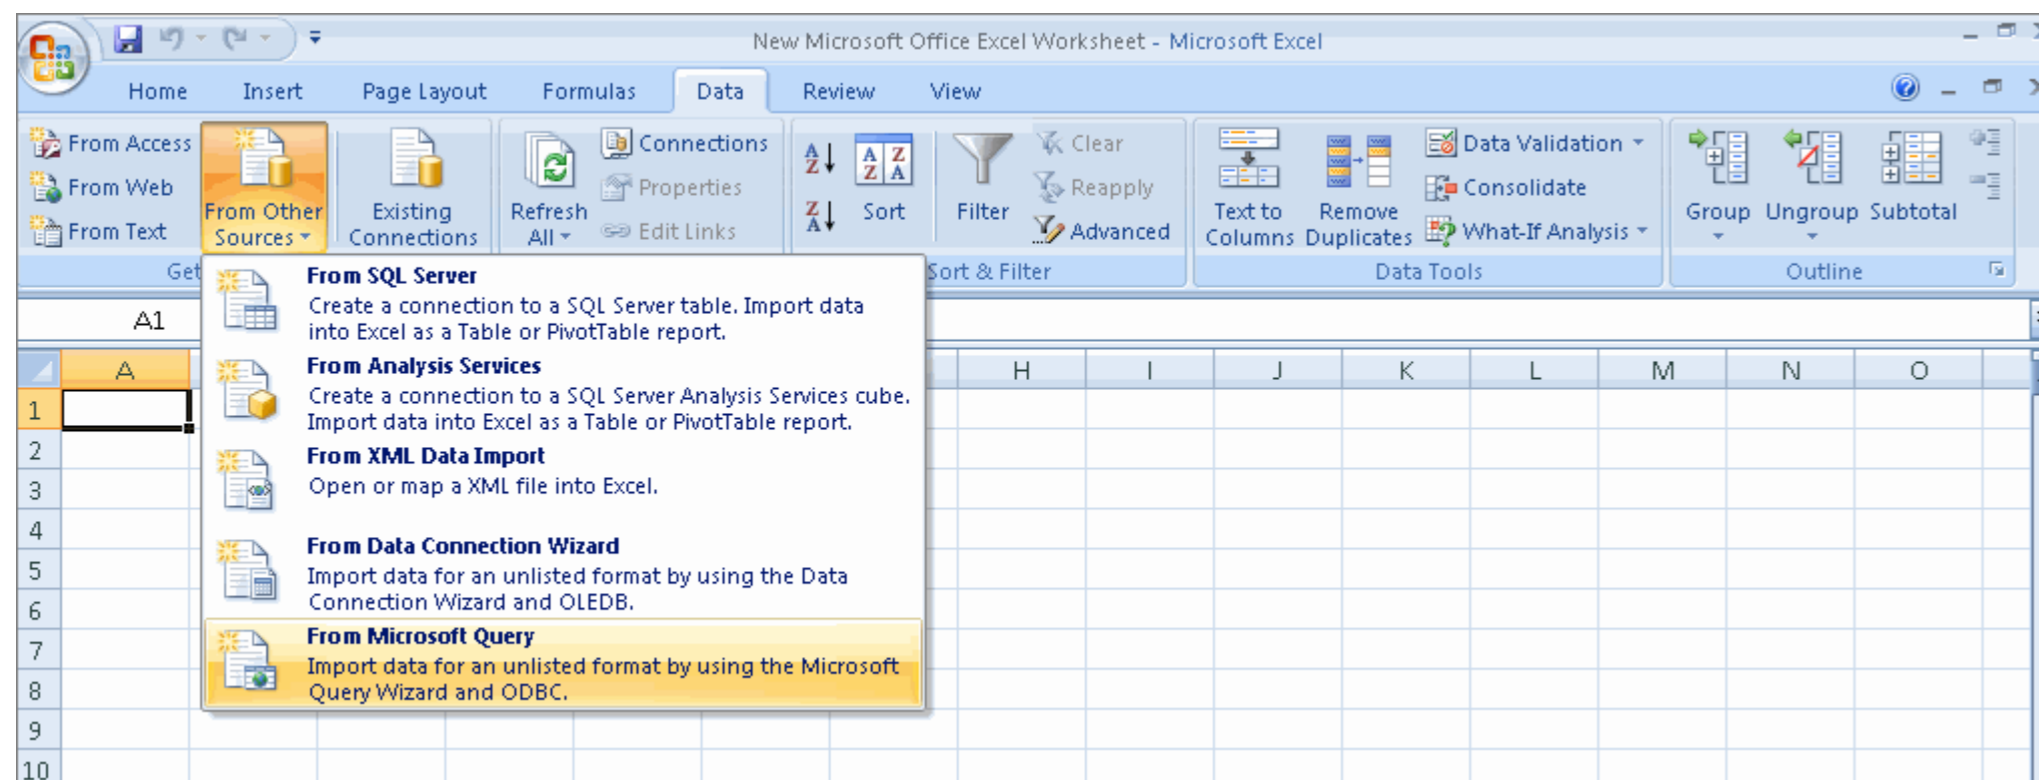 New Microsoft Office Excel Worksheet - Microsoft Excel
Home Insert Page Layout Formulas Data Review View
From Access
From Web
From Text
From Other
Sources
Existing
Connections
Refresh
All
Connections
Properties
Edit Links
A
Z
Z
A
A Z
Z A
Sort
Filter
Clear
Reapply
Advanced
Text to
Columns
Remove
Duplicates
Data Validation
Consolidate
What-If Analysis
Group
Ungroup
Subtotal
Get
Sort & Filter
Data Tools
Outline
A1
From SQL Server
Create a connection to a SQL Server table. Import data
into Excel as a Table or PivotTable report.
From Analysis Services
Create a connection to a SQL Server Analysis Services cube.
Import data into Excel as a Table or PivotTable report.
From XML Data Import
Open or map a XML file into Excel.
From Data Connection Wizard
Import data for an unlisted format by using the Data
Connection Wizard and OLEDB.
From Microsoft Query
Import data for an unlisted format by using the Microsoft
Query Wizard and ODBC.
A H I J K L M N O
1
2
3
4
5
6
7
8
9
10